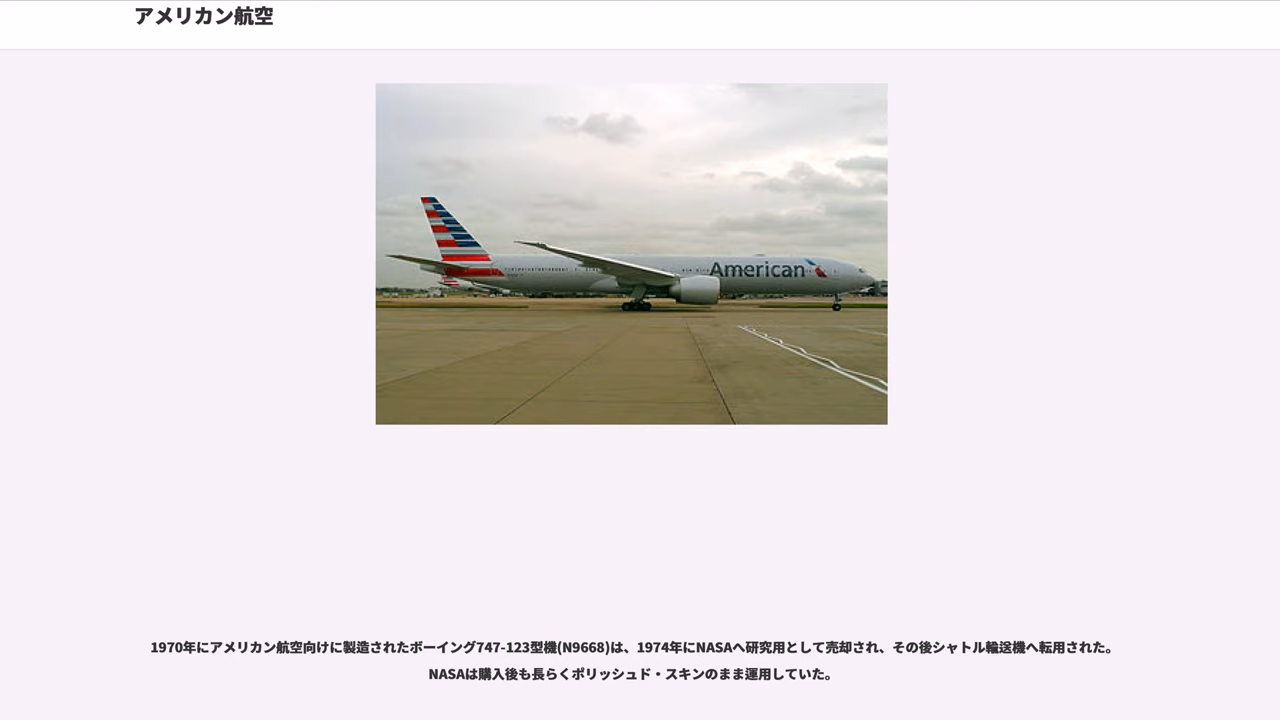 アメリカン航空
American
1970年にアメリカン航空向けに製造されたボーイング747-123型機(N9668)は、1974年にNASAへ研究用として売却され、その後シャトル輸送機へ転用された。
NASAは購入後も長らくポリッシュド・スキンのまま運用していた。